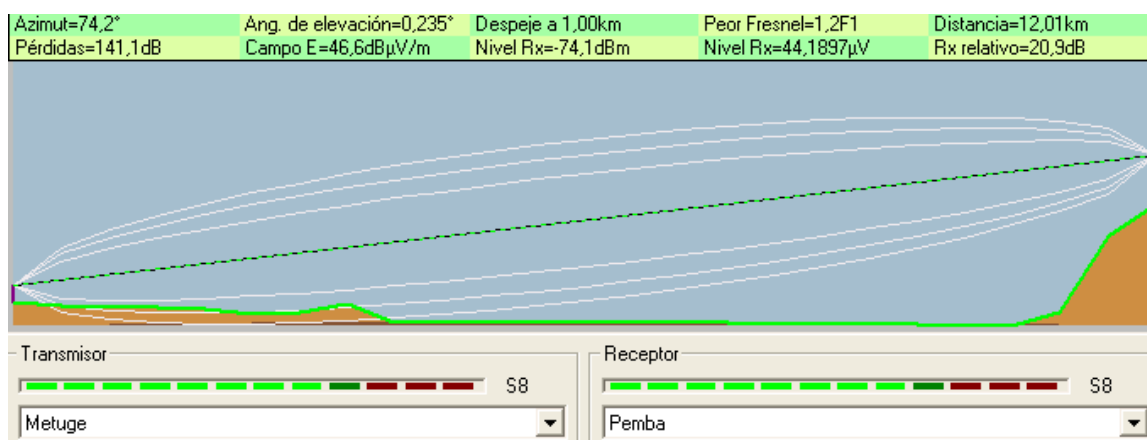 Azimut=74,2° Ang. de elevación=0,235° Despeje a 1,00km Peor Fresnel=1,2F1 Distancia=12,01km
Pérdidas=141,1dB Campo E=46,6dBµV/m Nivel Rx=-74,1dBm Nivel Rx=44,1897µV Rx relativo=20,9dB
Transmisor Receptor
S8 S8
Metuge Pemba